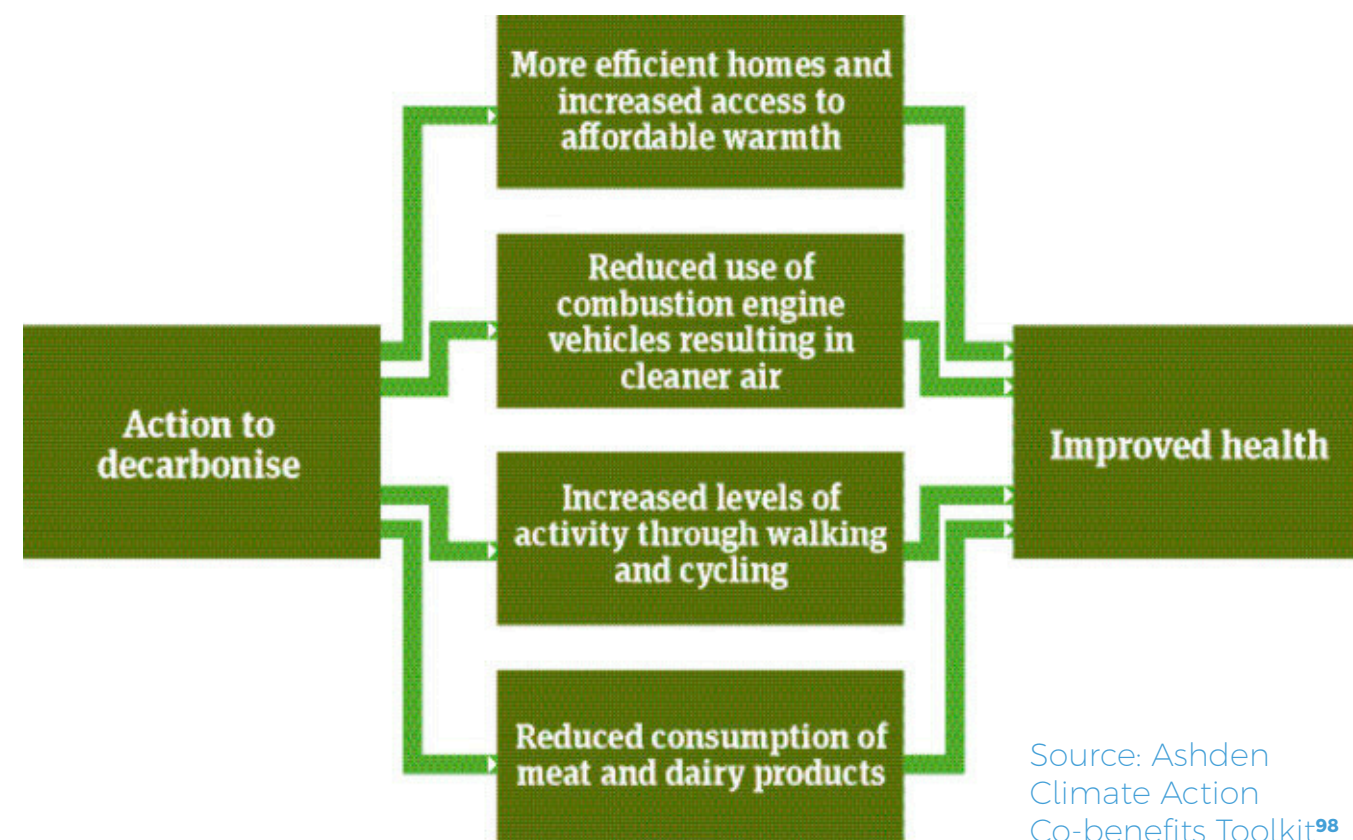 More efficient homes and
increased access to
affordable warmth
Reduced use of
combustion engine
vehicles resulting in
cleaner air
Action to
decarbonise
Improved health
Increased levels of
activity through walking
and cycling
Reduced consumption of
meat and dairy products
Source: Ashden
Climate Action
Co-benefits Toolkit98